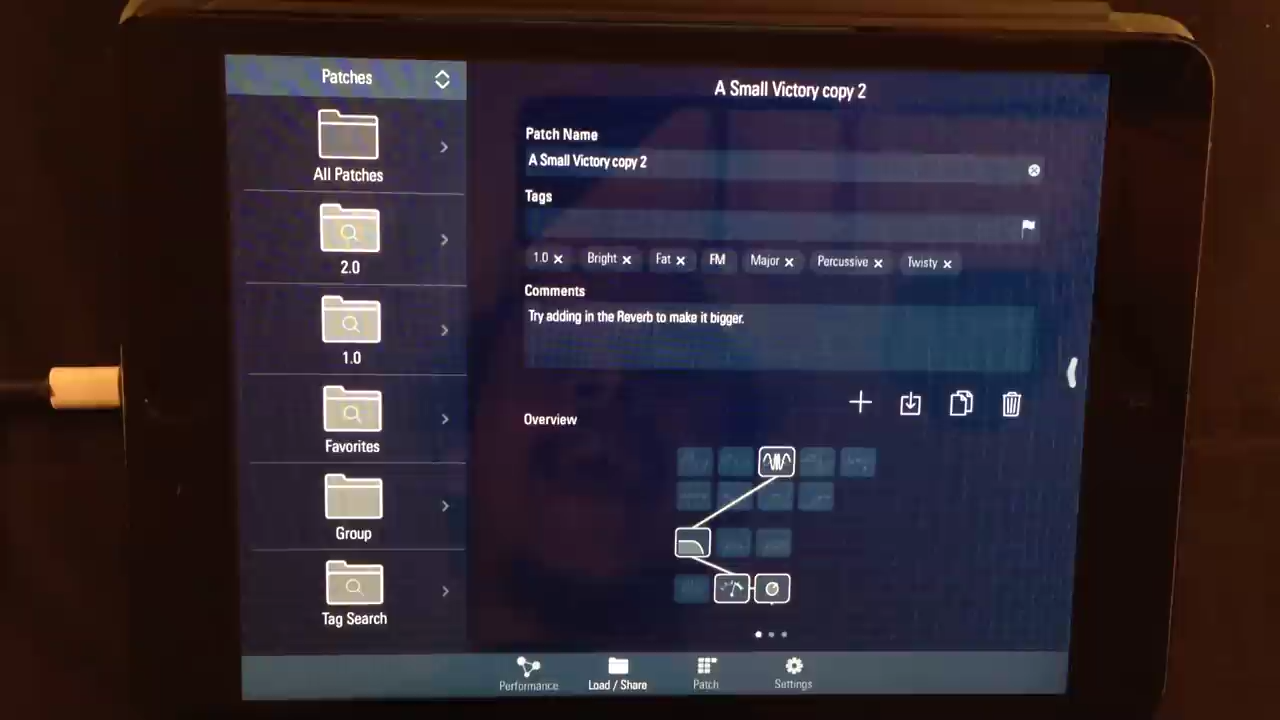 Patches
All Patches
2.0
1.0
Favorites
Group
Tag Search
A Small Victory copy 2
Patch Name
A Small Victory copy 2
Tags
1.0 Bright Fat FM Major Percussive Twisty
Comments
Try adding in the Reverb to make it bigger.
Overview
Performance Load / Share Patch Settings